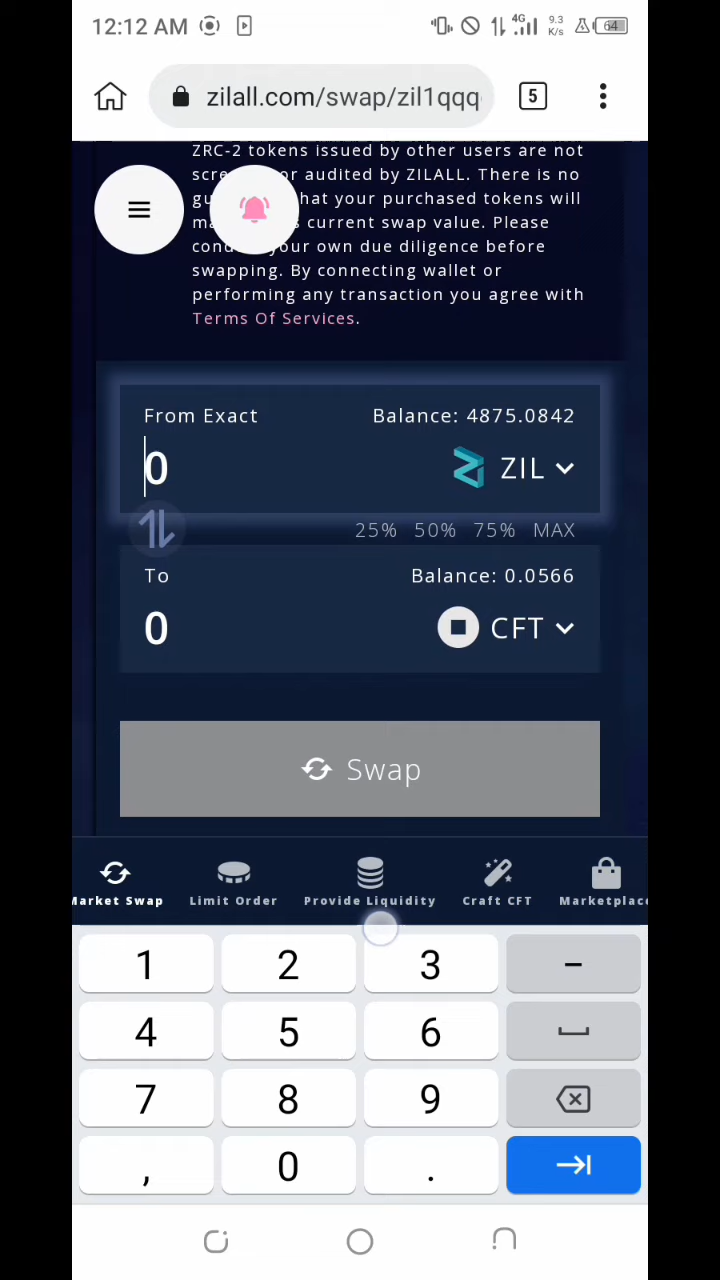 12:12 AM 4G 9.3 K/s 64
zilall.com/swap/zil1qqq 5
ZRC-2 tokens issued by other users are not
or audited by ZILALL. There is no
hat your purchased tokens will
current swap value. Please
your own due diligence before
swapping. By connecting wallet or
performing any transaction you agree with
Terms Of Services.
From Exact Balance: 4875.0842
0 ZIL
25% 50% 75% MAX
To Balance: 0.0566
0 CFT
Swap
Market Swap Limit Order Provide Liquidity Craft CFT Marketplace
1 2 3 –
4 5 6
7 8 9
, 0 .